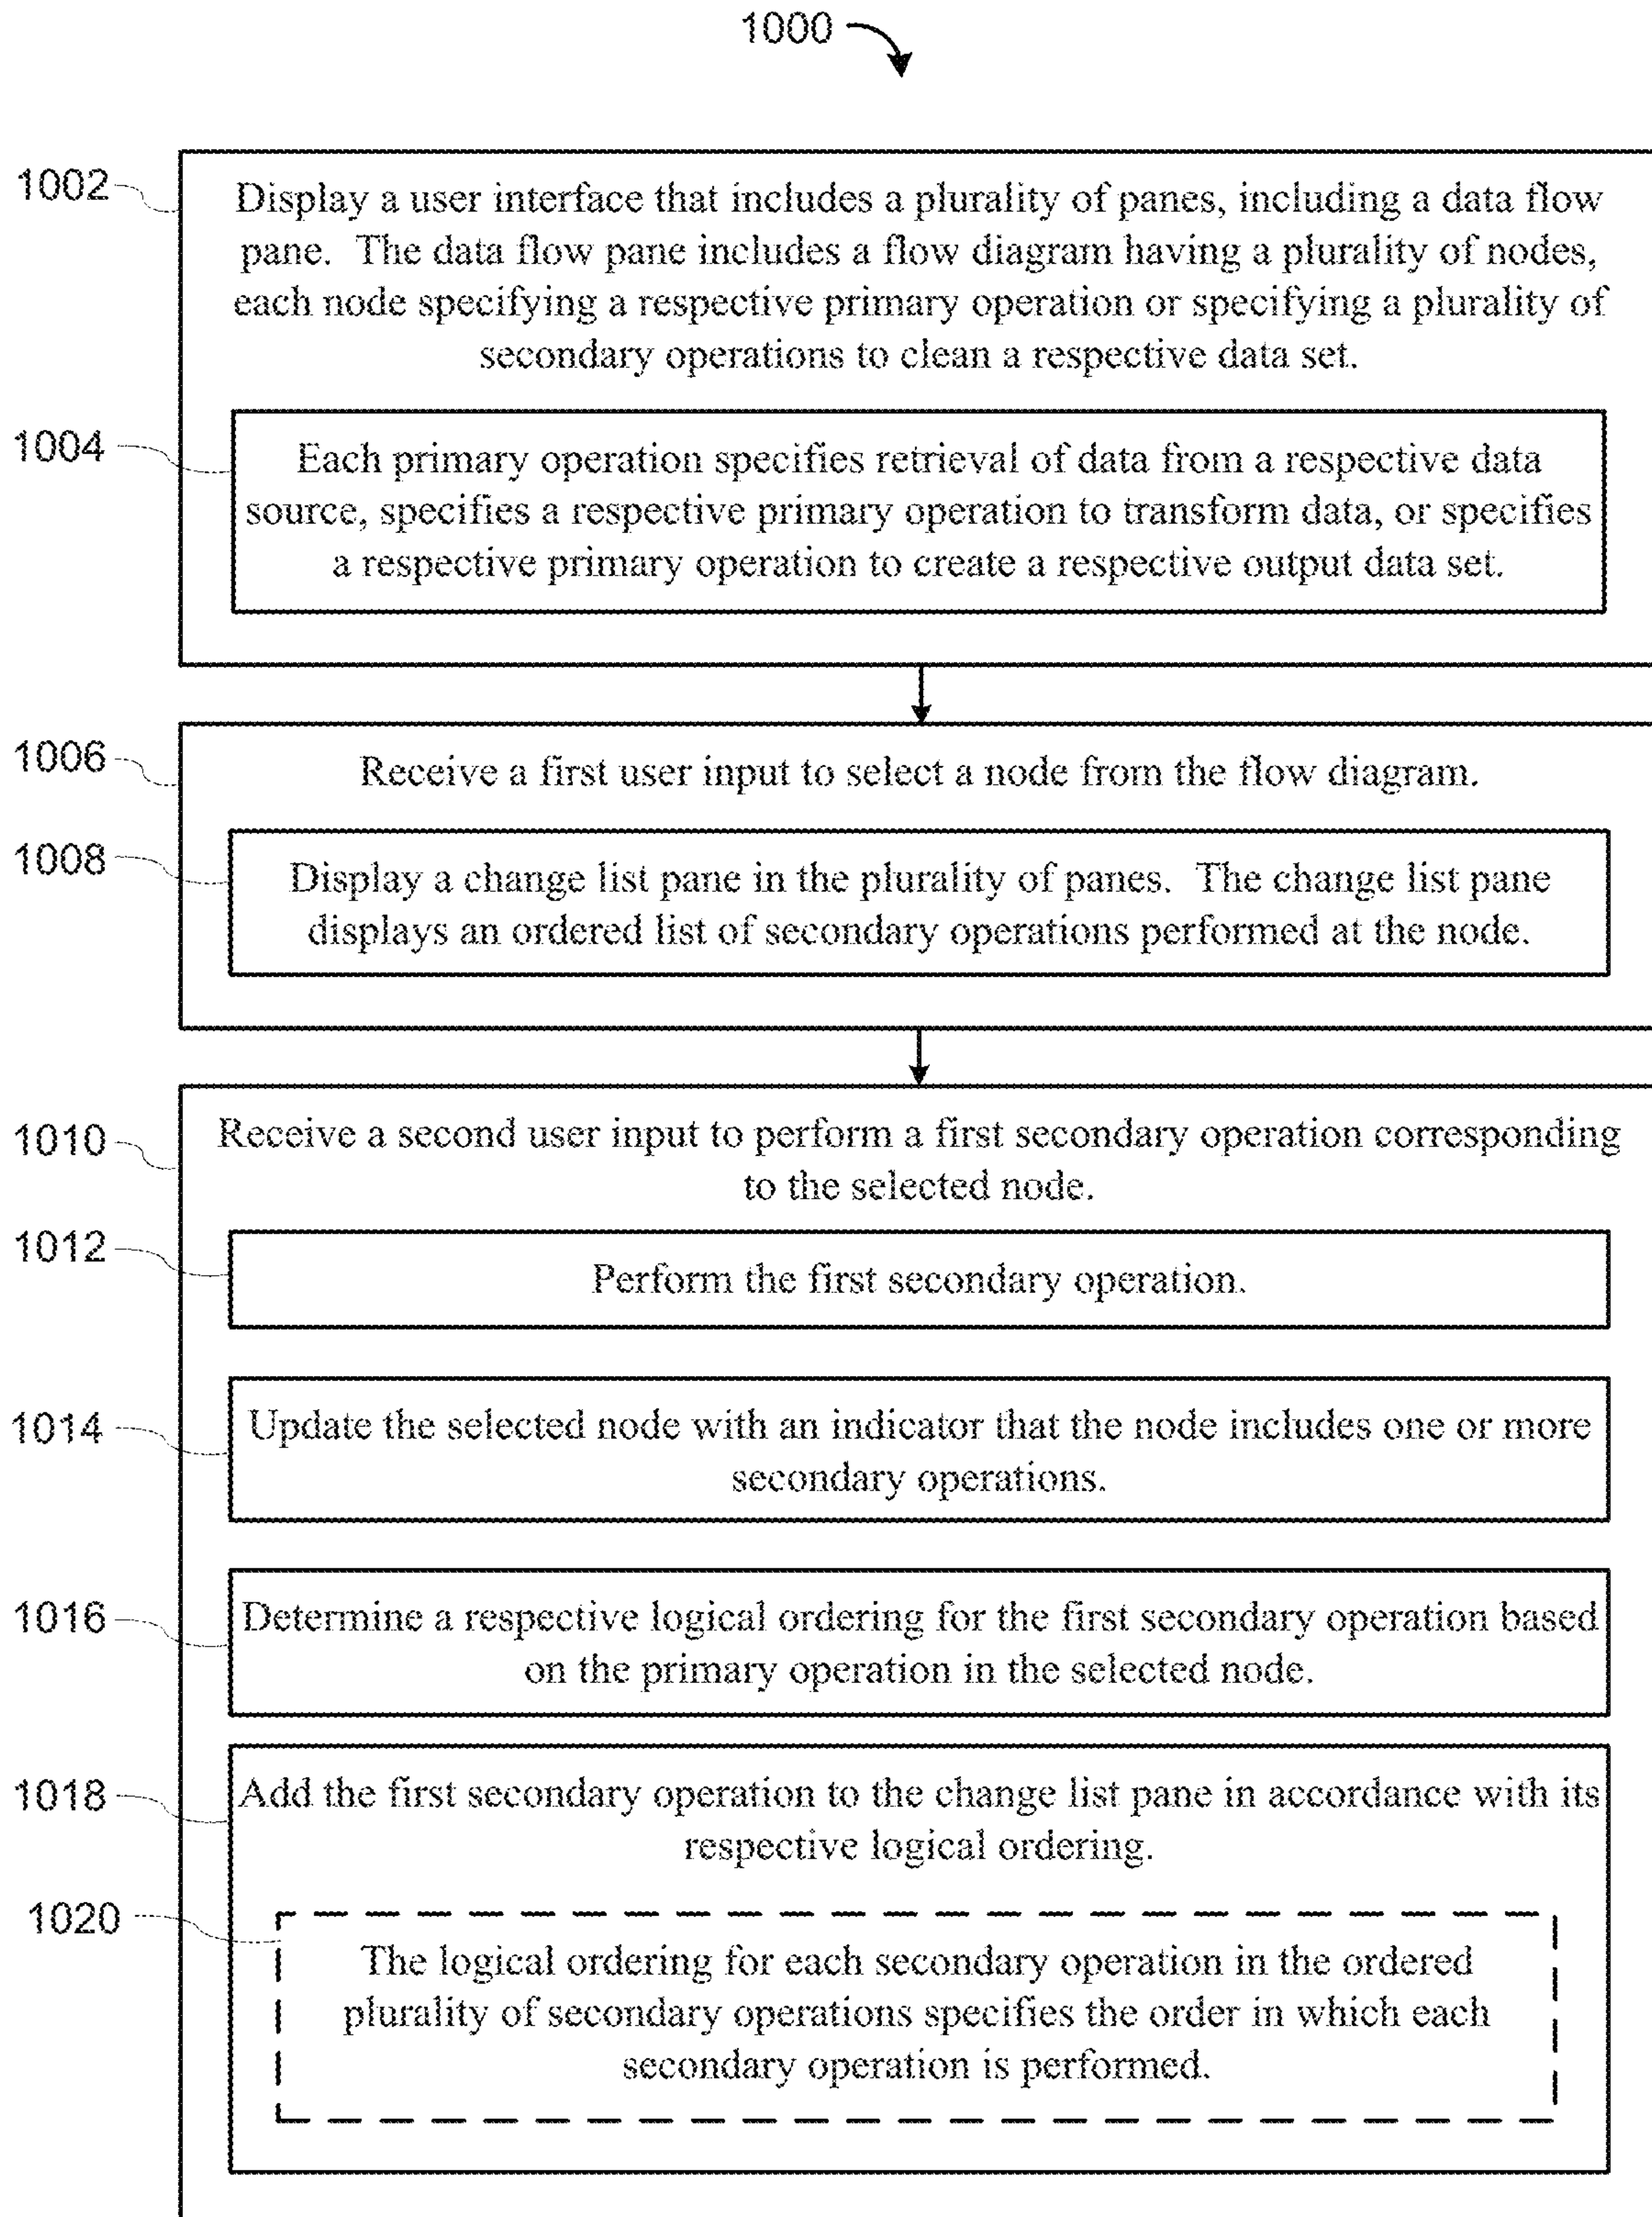 1000
1002
Display a user interface that includes a plurality of panes, including a data flow
pane. The data flow pane includes a flow diagram having a plurality of nodes,
each node specifying a respective primary operation or specifying a plurality of
secondary operations to clean a respective data set.
1004
Each primary operation specifies retrieval of data from a respective data
source, specifies a respective primary operation to transform data, or specifies
a respective primary operation to create a respective output data set.
1006
Receive a first user input to select a node from the flow diagram.
1008
Display a change list pane in the plurality of panes. The change list pane
displays an ordered list of secondary operations performed at the node.
1010
Receive a second user input to perform a first secondary operation corresponding
to the selected node.
1012
Perform the first secondary operation.
1014
Update the selected node with an indicator that the node includes one or more
secondary operations.
1016
Determine a respective logical ordering for the first secondary operation based
on the primary operation in the selected node.
1018
Add the first secondary operation to the change list pane in accordance with its
respective logical ordering.
1020
The logical ordering for each secondary operation in the ordered
plurality of secondary operations specifies the order in which each
secondary operation is performed.